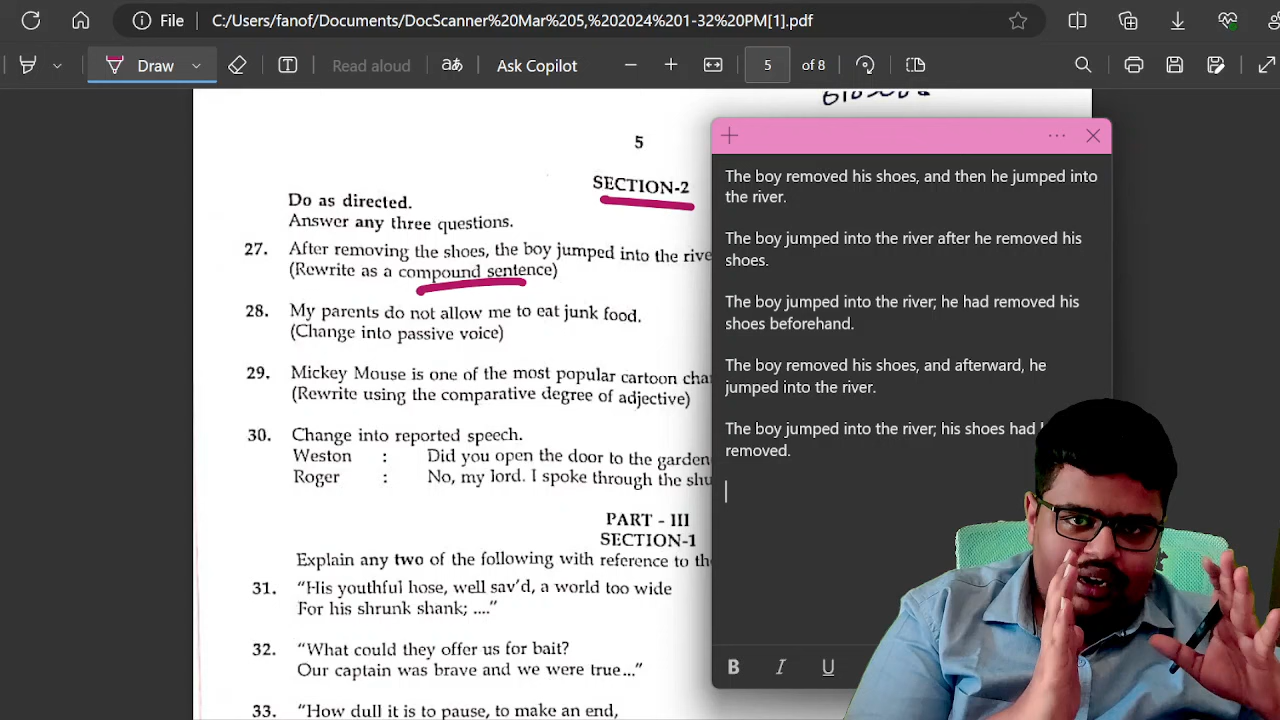 File C:/Users/fanof/Documents/DocScanner%20Mar%205,%202024%201-32%20PM[1].pdf
Draw Read aloud aあ Ask Copilot 5 of 8
5
SECTION-2
Do as directed.
Answer any three questions.
27. After removing the shoes, the boy jumped into the rive
(Rewrite as a compound sentence)
28. My parents do not allow me to eat junk food.
(Change into passive voice)
29. Mickey Mouse is one of the most popular cartoon cha
(Rewrite using the comparative degree of adjective)
30. Change into reported speech.
Weston : Did you open the door to the garden
Roger : No, my lord. I spoke through the shu
PART - III
SECTION-1
Explain any two of the following with reference to the
31. “His youthful hose, well sav’d, a world too wide
For his shrunk shank; ....”
32. “What could they offer us for bait?
Our captain was brave and we were true...”
33. “How dull it is to pause, to make an end,
The boy removed his shoes, and then he jumped into
the river.
The boy jumped into the river after he removed his
shoes.
The boy jumped into the river; he had removed his
shoes beforehand.
The boy removed his shoes, and afterward, he
jumped into the river.
The boy jumped into the river; his shoes had
removed.
B I U